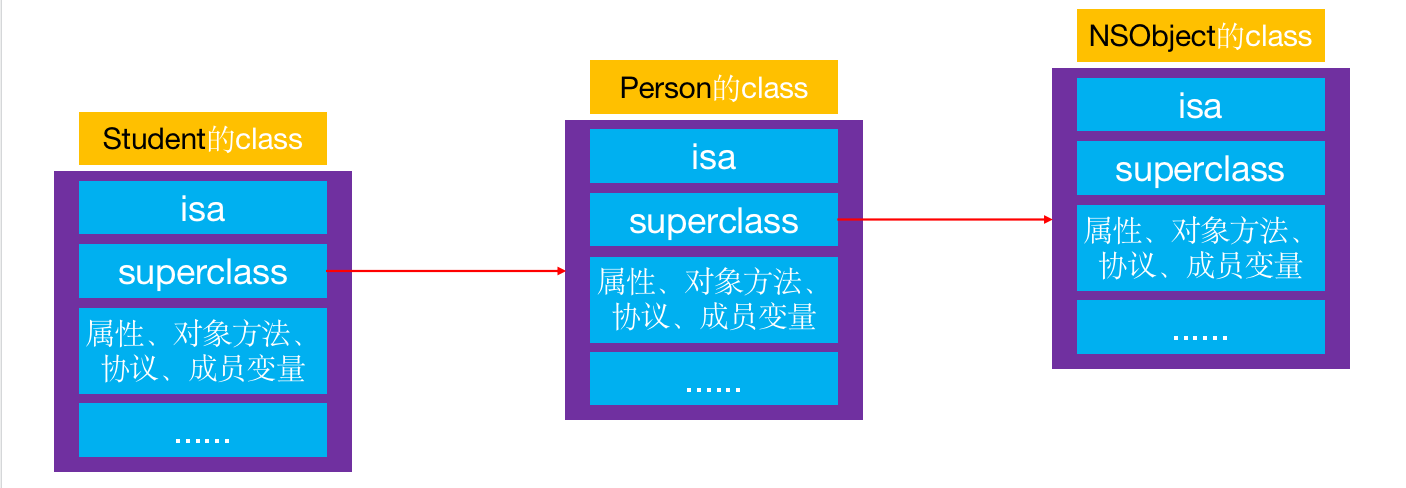 Student的class
isa
superclass
属性、对象方法、
协议、成员变量
......
Person的class
isa
superclass
属性、对象方法、
协议、成员变量
......
NSObject的class
isa
superclass
属性、对象方法、
协议、成员变量
......